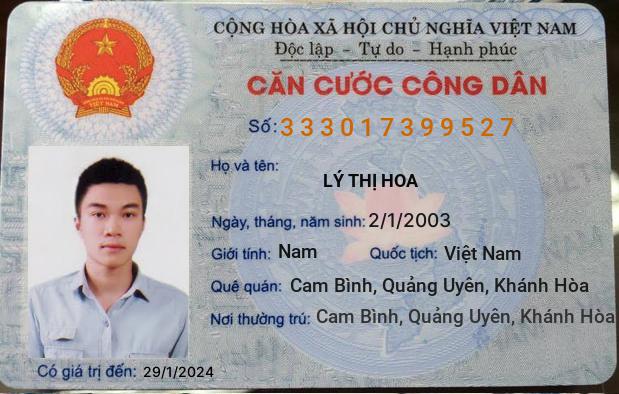 CỘNG HÒA XÃ HỘI CHỦ NGHĨA VIỆT NAM
Độc lập - Tự do - Hạnh phúc
CĂN CƯỚC CÔNG DÂN
Số: 333017399527
Họ và tên:
LÝ THỊ HOA
Ngày, tháng, năm sinh: 2/1/2003
Giới tính: Nam Quốc tịch: Việt Nam
Quê quán: Cam Bình, Quảng Uyên, Khánh Hòa
Nơi thường trú: Cam Bình, Quảng Uyên, Khánh Hòa
Có giá trị đến: 29/1/2024
VIỆT NAM